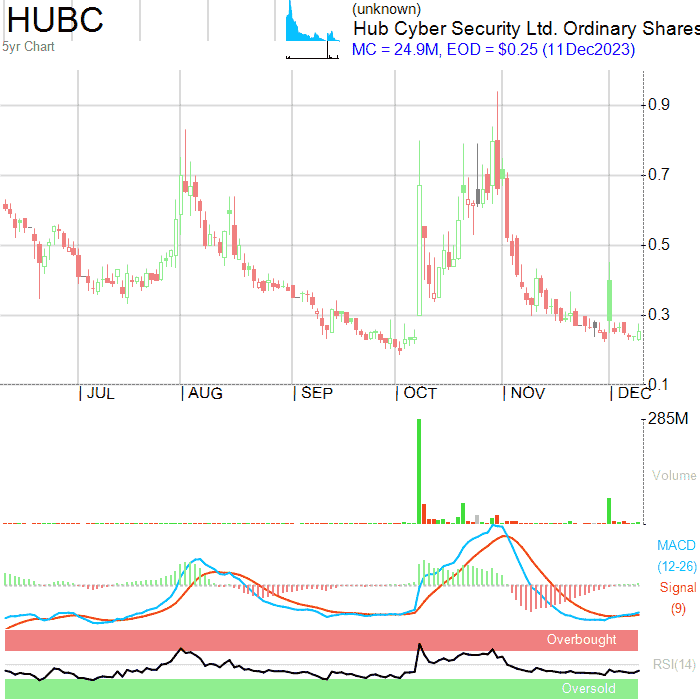 HUBC
5yr Chart
(unknown)
Hub Cyber Security Ltd. Ordinary Shares
MC = 24.9M, EOD = $0.25 (11Dec2023)
0.9
0.7
0.5
0.3
0.1
| JUL | AUG | SEP | OCT | NOV | DEC
285M
Volume
MACD
(12-26)
Signal
(9)
Overbought
RSI(14)
Oversold